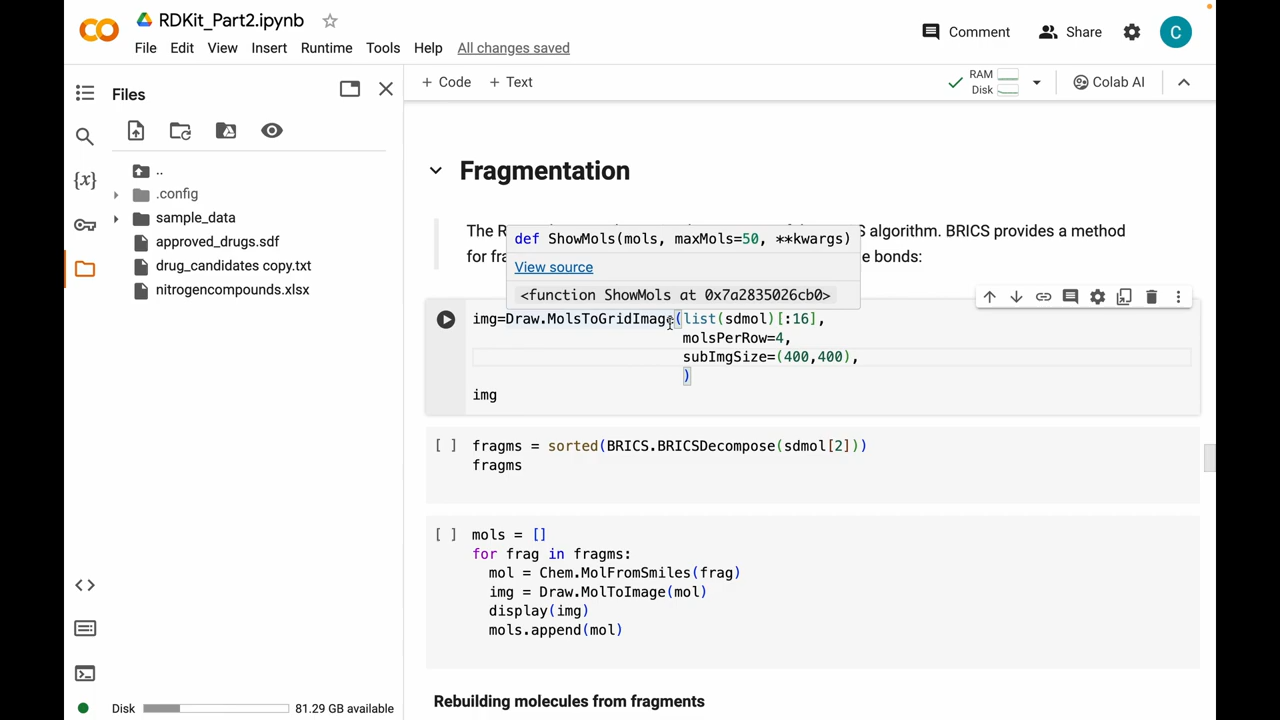 RDKit_Part2.ipynb
File Edit View Insert Runtime Tools Help All changes saved
Comment
Share
C
Files
+ Code + Text
RAM
Disk
Colab AI
{x}
..
.config
sample_data
approved_drugs.sdf
drug_candidates copy.txt
nitrogencompounds.xlsx
Disk
81.29 GB available
Fragmentation
The R
S algorithm. BRICS provides a method
for fra
e bonds:
def ShowMols(mols, maxMols=50, **kwargs)
View source
<function ShowMols at 0x7a2835026cb0>
img=Draw.MolsToGridImage(list(sdmol)[:16],
molsPerRow=4,
subImgSize=(400,400),
)
img
[ ] fragms = sorted(BRICS.BRICSDecompose(sdmol[2]))
fragms
[ ] mols = []
for frag in fragms:
mol = Chem.MolFromSmiles(frag)
img = Draw.MolToImage(mol)
display(img)
mols.append(mol)
Rebuilding molecules from fragments